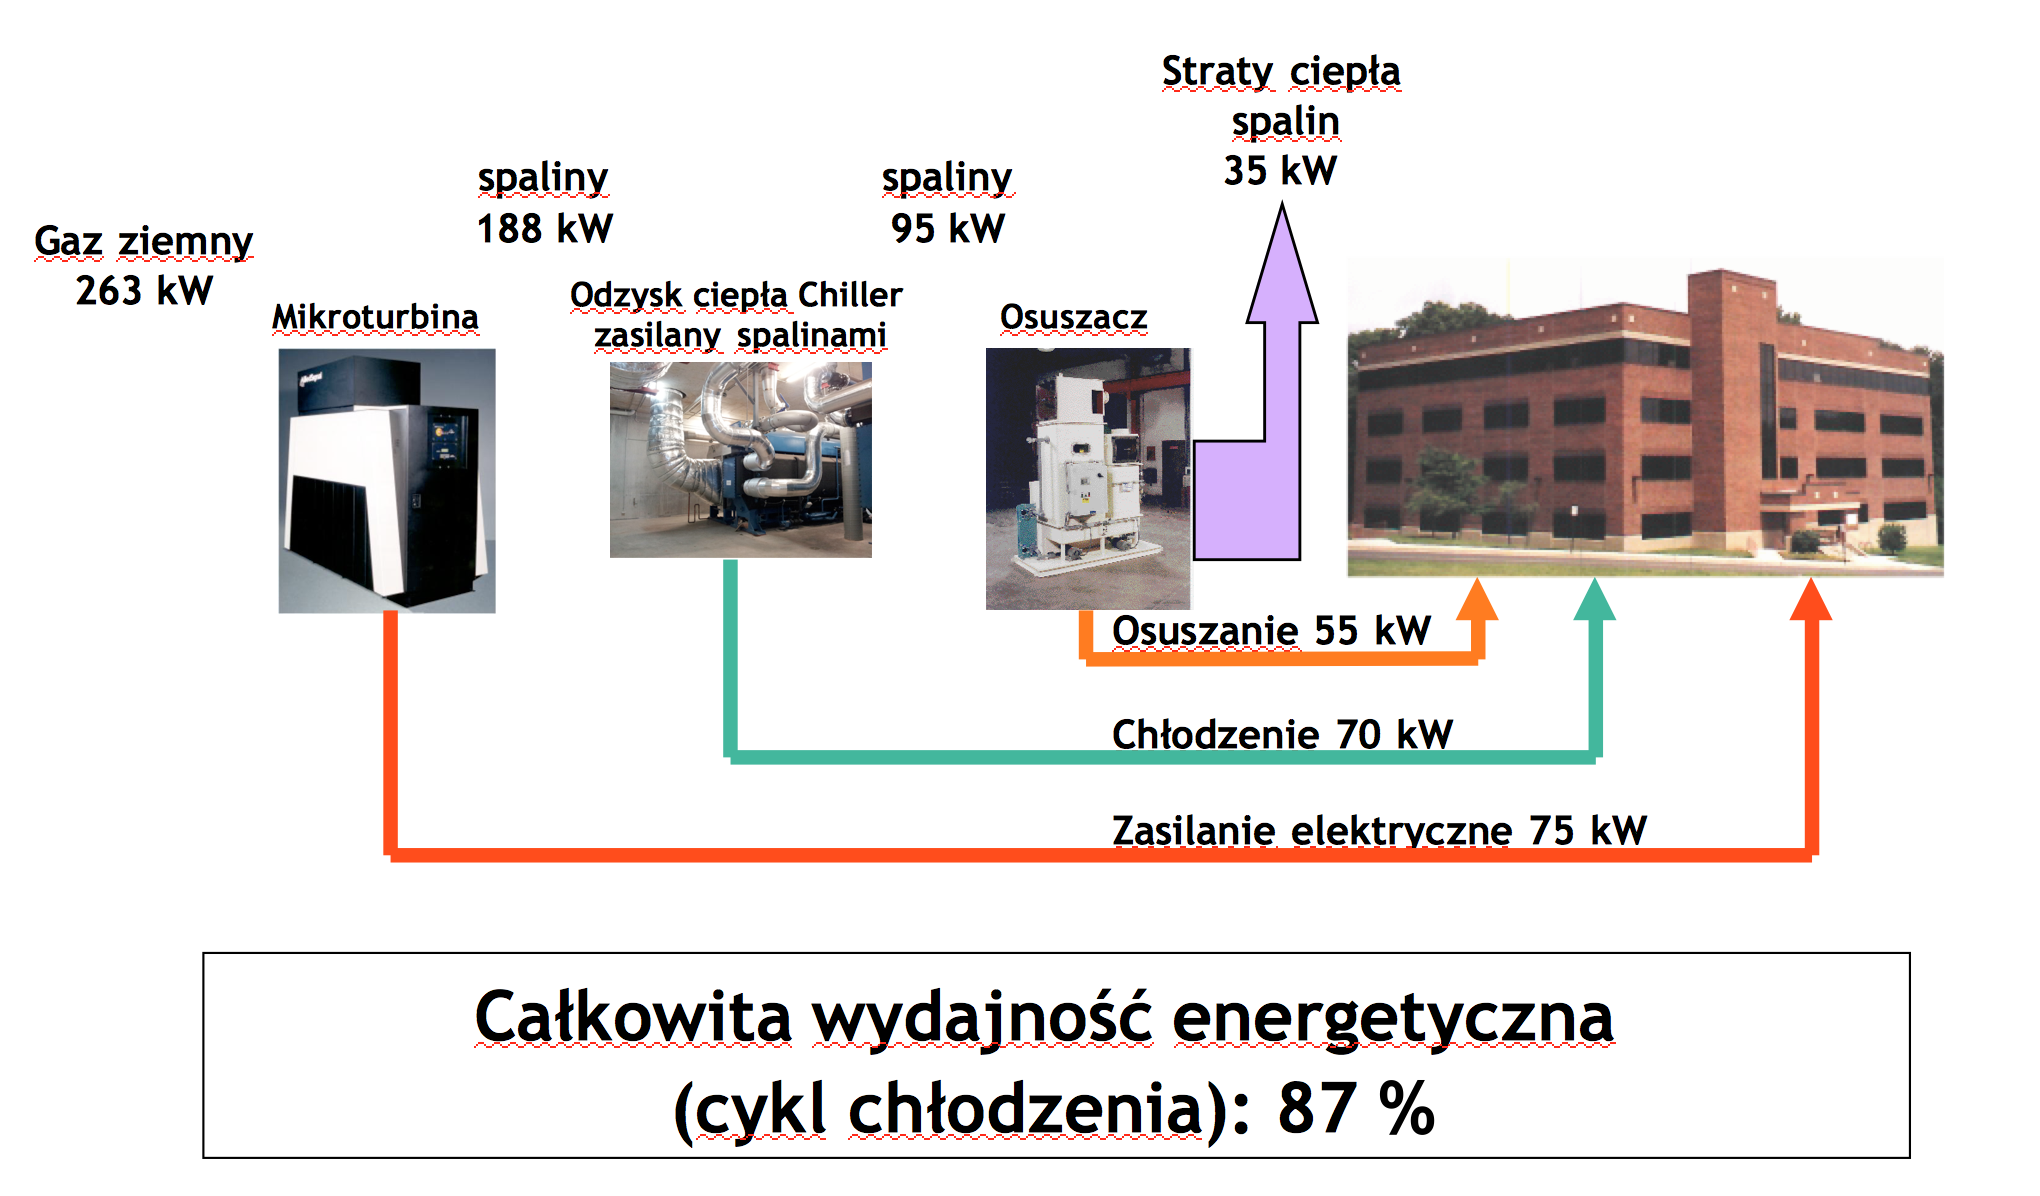 Straty ciepła
spalin
35 kW
spaliny
188 kW
spaliny
95 kW
Gaz ziemny
263 kW
Mikroturbina
Odzysk ciepła Chiller
zasilany spalinami
Osuszacz
Osuszanie 55 kW
Chłodzenie 70 kW
Zasilanie elektryczne 75 kW
Całkowita wydajność energetyczna
(cykl chłodzenia): 87 %